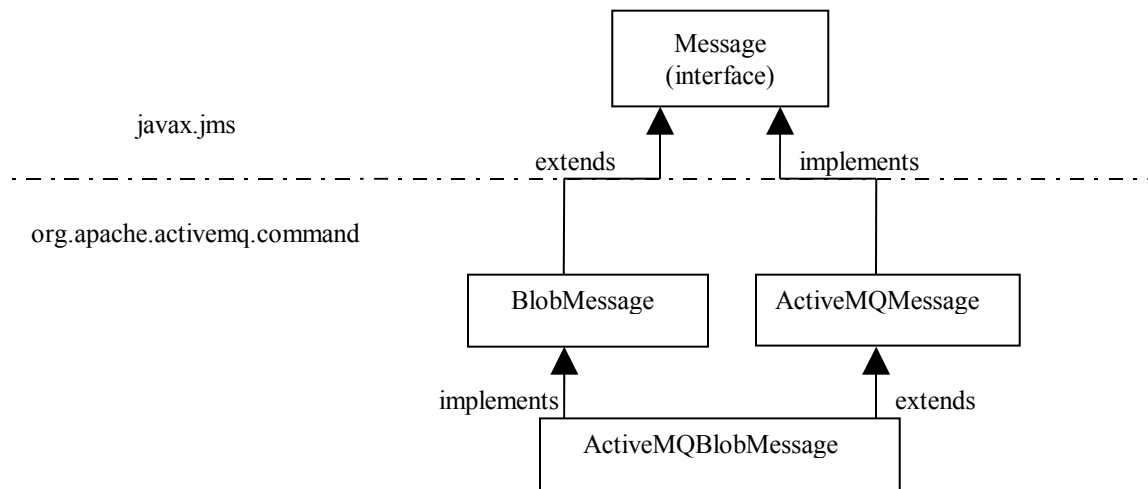 Message
(interface)
javax.jms
extends
implements
org.apache.activemq.command
BlobMessage
ActiveMQMessage
implements
extends
ActiveMQBlobMessage